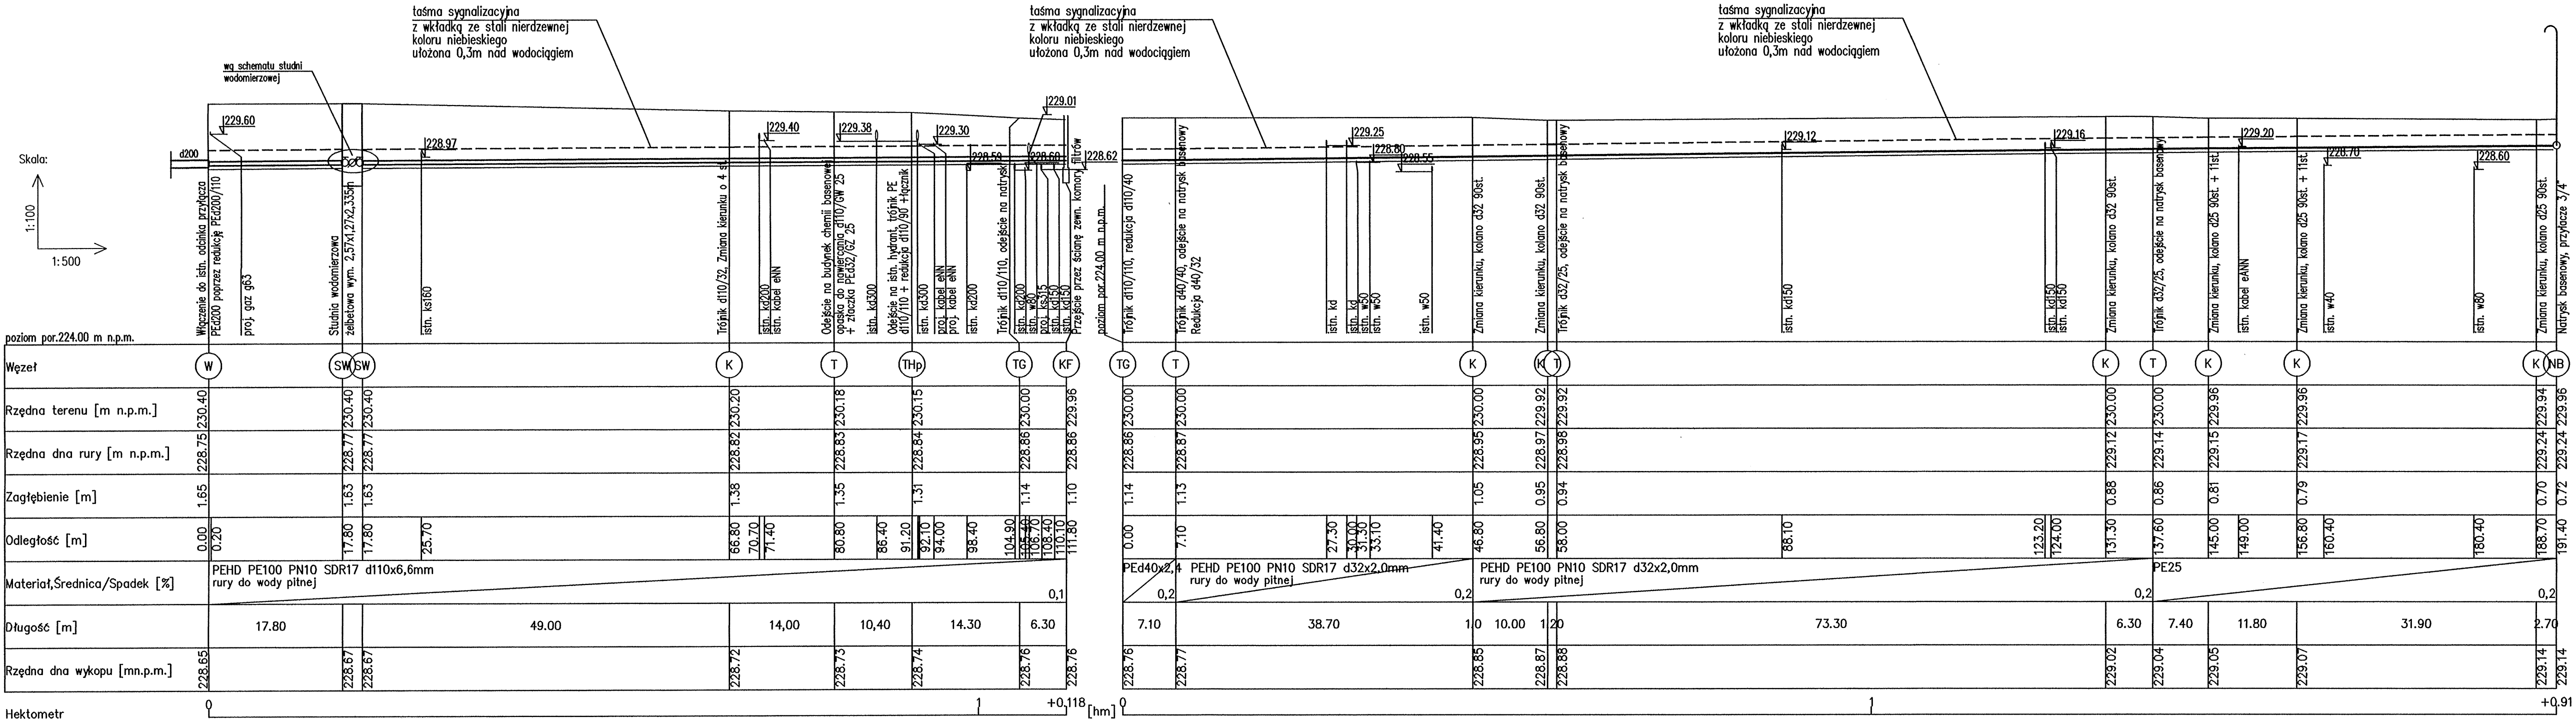 taśma sygnalizacyjna
z wkładką ze stali nierdzewnej
koloru niebieskiego
ułożona 0,3m nad wodociągiem
taśma sygnalizacyjna
z wkładką ze stali nierdzewnej
koloru niebieskiego
ułożona 0,3m nad wodociągiem
taśma sygnalizacyjna
z wkładką ze stali nierdzewnej
koloru niebieskiego
ułożona 0,3m nad wodociągiem
wg schematu studni
wodomierzowej
Skala:
1:100
1:500
d200
229.60
228.97
229.40
229.38
229.30
228.59
229.01
228.60
228.62
229.25
228.80
228.55
229.12
229.16
229.20
228.70
228.60
Włączenie do istn. odcinka przyłącza
PEd200 poprzez redukcję PEd200/110
proj. gaz g63
Studnia wodomierzowa
żelbetowa wym. 2,57x1,27x2,335m
istn. ks160
Trójnik d110/32, Zmiana kierunku o 4 st.
istn. kd200
istn. kabel eNN
Odejście na budynek chemii basenowej
opaska do nawiercania d110/GW 25
+ złączka PEd32/GZ 25
istn. kd300
Odejście na istn. hydrant, trójnik PE
d110/110 + redukcja d110/90 +łącznik
istn. kd300
proj. kabel eNN
proj. kabel eNN
istn. kd200
Trójnik d110/110, odejście na natrysk
istn. kd200
istn. w80
proj. ks315
istn. kd150
istn. kd150
Przejście przez ścianę zewn. komory filtrów
poziom por.224.00 m n.p.m.
Trójnik d110/110, redukcja d110/40
Trójnik d40/40, odejście na natrysk basenowy
Redukcja d40/32
istn. kd
istn. kd
istn. w50
istn. w50
istn. w50
Zmiana kierunku, kolano d32 90st.
Zmiana kierunku, kolano d32 90st.
Trójnik d32/25, odejście na natrysk basenowy
istn. kd150
istn. kd150
istn. kd150
Zmiana kierunku, kolano d32 90st.
Trójnik d32/25, odejście na natrysk basenowy
Zmiana kierunku, kolano d25 90st. + 11st.
istn. kabel eANN
Zmiana kierunku, kolano d25 90st. + 11st.
istn. w40
istn. w80
Zmiana kierunku, kolano d25 90st.
Natrysk basenowy, przyłącze 3/4"
poziom por.224.00 m n.p.m.
Węzeł W SW SW K T THp TG KF TG T K K T K T K K K NB
Rzędna terenu [m n.p.m.] 230.40 230.40 230.40 230.20 230.18 230.15 230.00 229.96 230.00 230.00 230.00 229.92 229.92 230.00 230.00 229.96 229.96 229.94 229.96
Rzędna dna rury [m n.p.m.] 228.75 228.77 228.77 228.82 228.83 228.84 228.86 228.86 228.86 228.87 228.95 228.97 228.98 229.12 229.14 229.15 229.17 229.24 229.24
Zagłębienie [m] 1.65 1.63 1.63 1.38 1.35 1.31 1.14 1.10 1.14 1.13 1.05 0.95 0.94 0.88 0.86 0.81 0.79 0.70 0.72
Odległość [m] 0.00 0.20 17.80 17.80 25.70 66.80 70.70 71.40 80.80 86.40 91.20 92.10 94.00 98.40 104.90 105.40 106.70 108.40 110.10 111.80 0.00 7.10 27.30 30.00 31.30 33.10 41.40 46.80 56.80 58.00 88.10 123.20 124.00 131.30 137.60 145.00 149.00 156.80 160.40 180.40 188.70 191.40
Materiał,Średnica/Spadek [%]
PEHD PE100 PN10 SDR17 d110x6,6mm
rury do wody pitnej
0,1
PEd40x2,4
0,2
PEHD PE100 PN10 SDR17 d32x2,0mm
rury do wody pitnej
0,2
PEHD PE100 PN10 SDR17 d32x2,0mm
rury do wody pitnej
0,2
PE25
0,2
Długość [m] 17.80 49.00 14,00 10,40 14.30 6.30 7.10 38.70 1.0 10.00 1.20 73.30 6.30 7.40 11.80 31.90 2.70
Rzędna dna wykopu [mn.p.m.] 228.65 228.67 228.67 228.72 228.73 228.74 228.76 228.76 228.76 228.77 228.85 228.87 228.88 229.02 229.04 229.05 229.07 229.14 229.14
Hektometr 0 1 +0,118 [hm] 0 1 +0.91